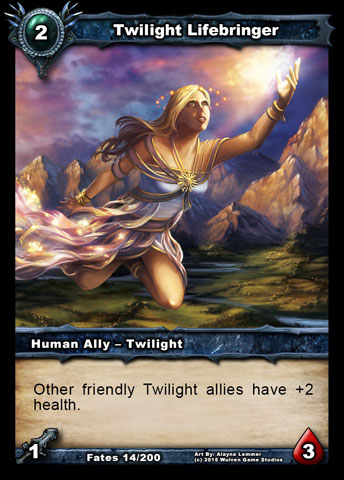 2
Twilight Lifebringer
Human Ally – Twilight
Other friendly Twilight allies have +2
health.
1
Fates 14/200
Art By: Alayna Lemmer
(c) 2015 Wulven Game Studios
3